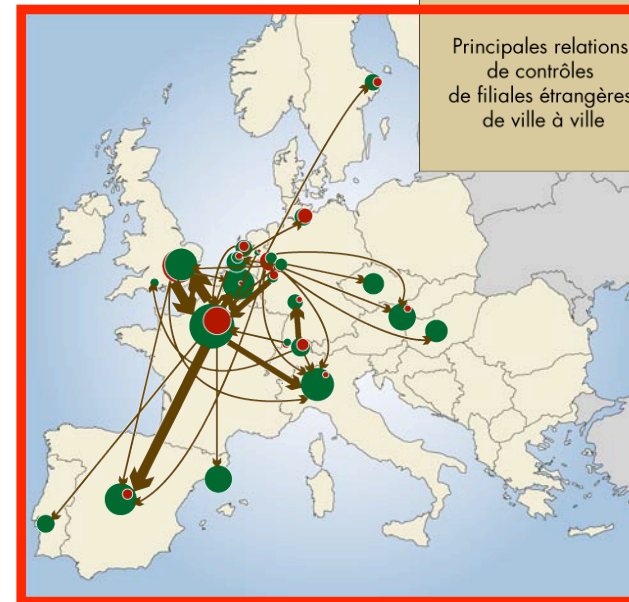 Principales relations
de contrôles
de filiales étrangères
de ville à ville